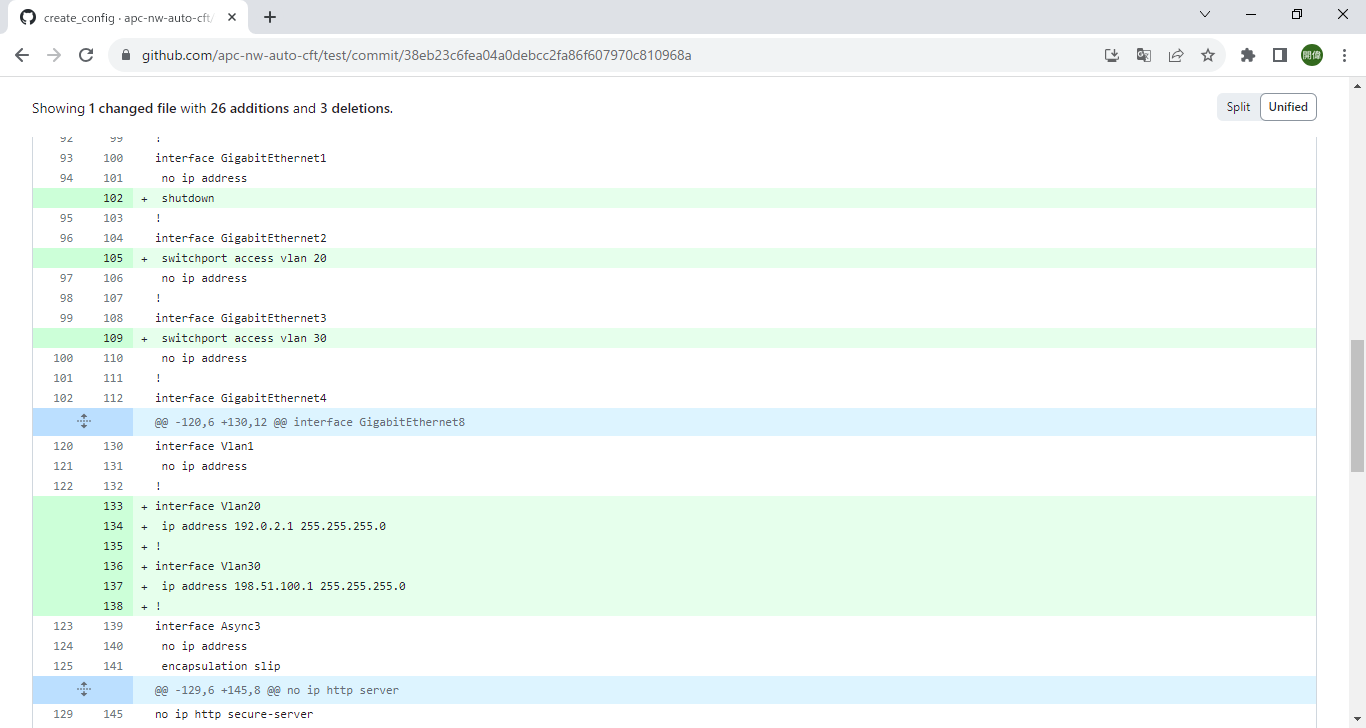 create_config · apc-nw-auto-cft/
github.com/apc-nw-auto-cft/test/commit/38eb23c6fea04a0debcc2fa86f607970c810968a
開偉
Showing 1 changed file with 26 additions and 3 deletions.
Split Unified
92 99 !
93 100 interface GigabitEthernet1
94 101 no ip address
102 + shutdown
95 103 !
96 104 interface GigabitEthernet2
105 + switchport access vlan 20
97 106 no ip address
98 107 !
99 108 interface GigabitEthernet3
109 + switchport access vlan 30
100 110 no ip address
101 111 !
102 112 interface GigabitEthernet4
@@ -120,6 +130,12 @@ interface GigabitEthernet8
120 130 interface Vlan1
121 131 no ip address
122 132 !
133 + interface Vlan20
134 + ip address 192.0.2.1 255.255.255.0
135 + !
136 + interface Vlan30
137 + ip address 198.51.100.1 255.255.255.0
138 + !
123 139 interface Async3
124 140 no ip address
125 141 encapsulation slip
@@ -129,6 +145,8 @@ no ip http server
129 145 no ip http secure-server